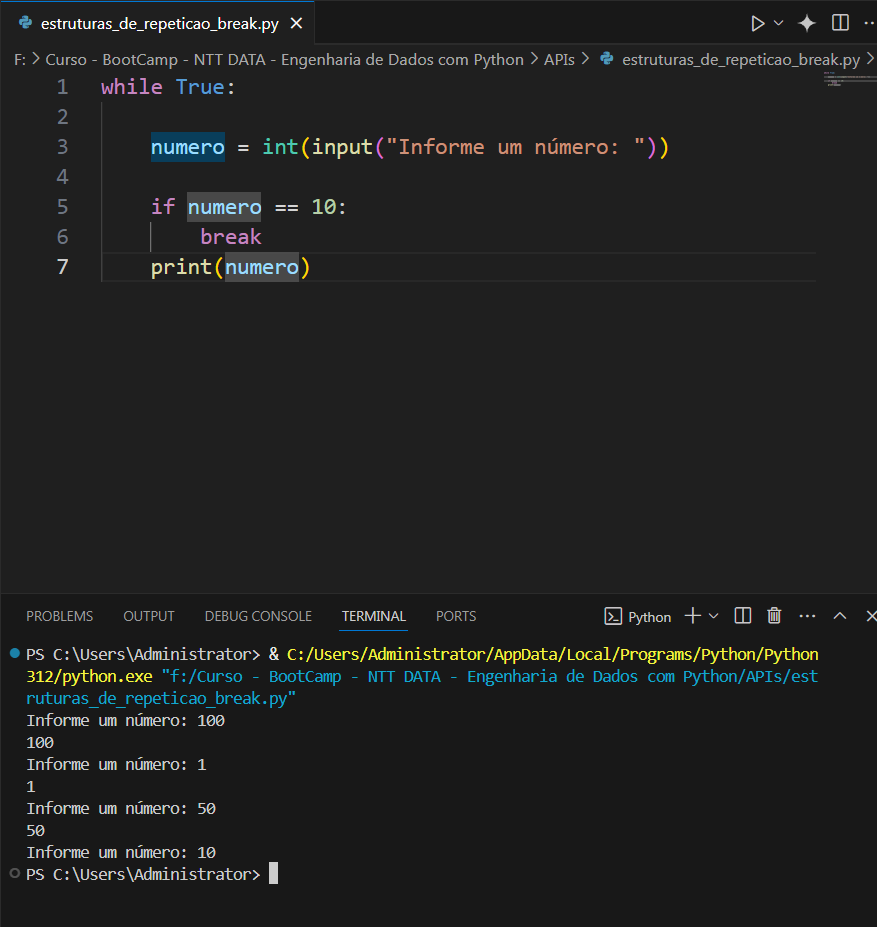 estruturas_de_repeticao_break.py
F: > Curso - BootCamp - NTT DATA - Engenharia de Dados com Python > APIs > estruturas_de_repeticao_break.py >
1 while True:
2
3 numero = int(input("Informe um número: "))
4
5 if numero == 10:
6 break
7 print(numero)
PROBLEMS OUTPUT DEBUG CONSOLE TERMINAL PORTS Python
PS C:\Users\Administrator> & C:/Users/Administrator/AppData/Local/Programs/Python/Python
312/python.exe "f:/Curso - BootCamp - NTT DATA - Engenharia de Dados com Python/APIs/est
ruturas_de_repeticao_break.py"
Informe um número: 100
100
Informe um número: 1
1
Informe um número: 50
50
Informe um número: 10
PS C:\Users\Administrator>